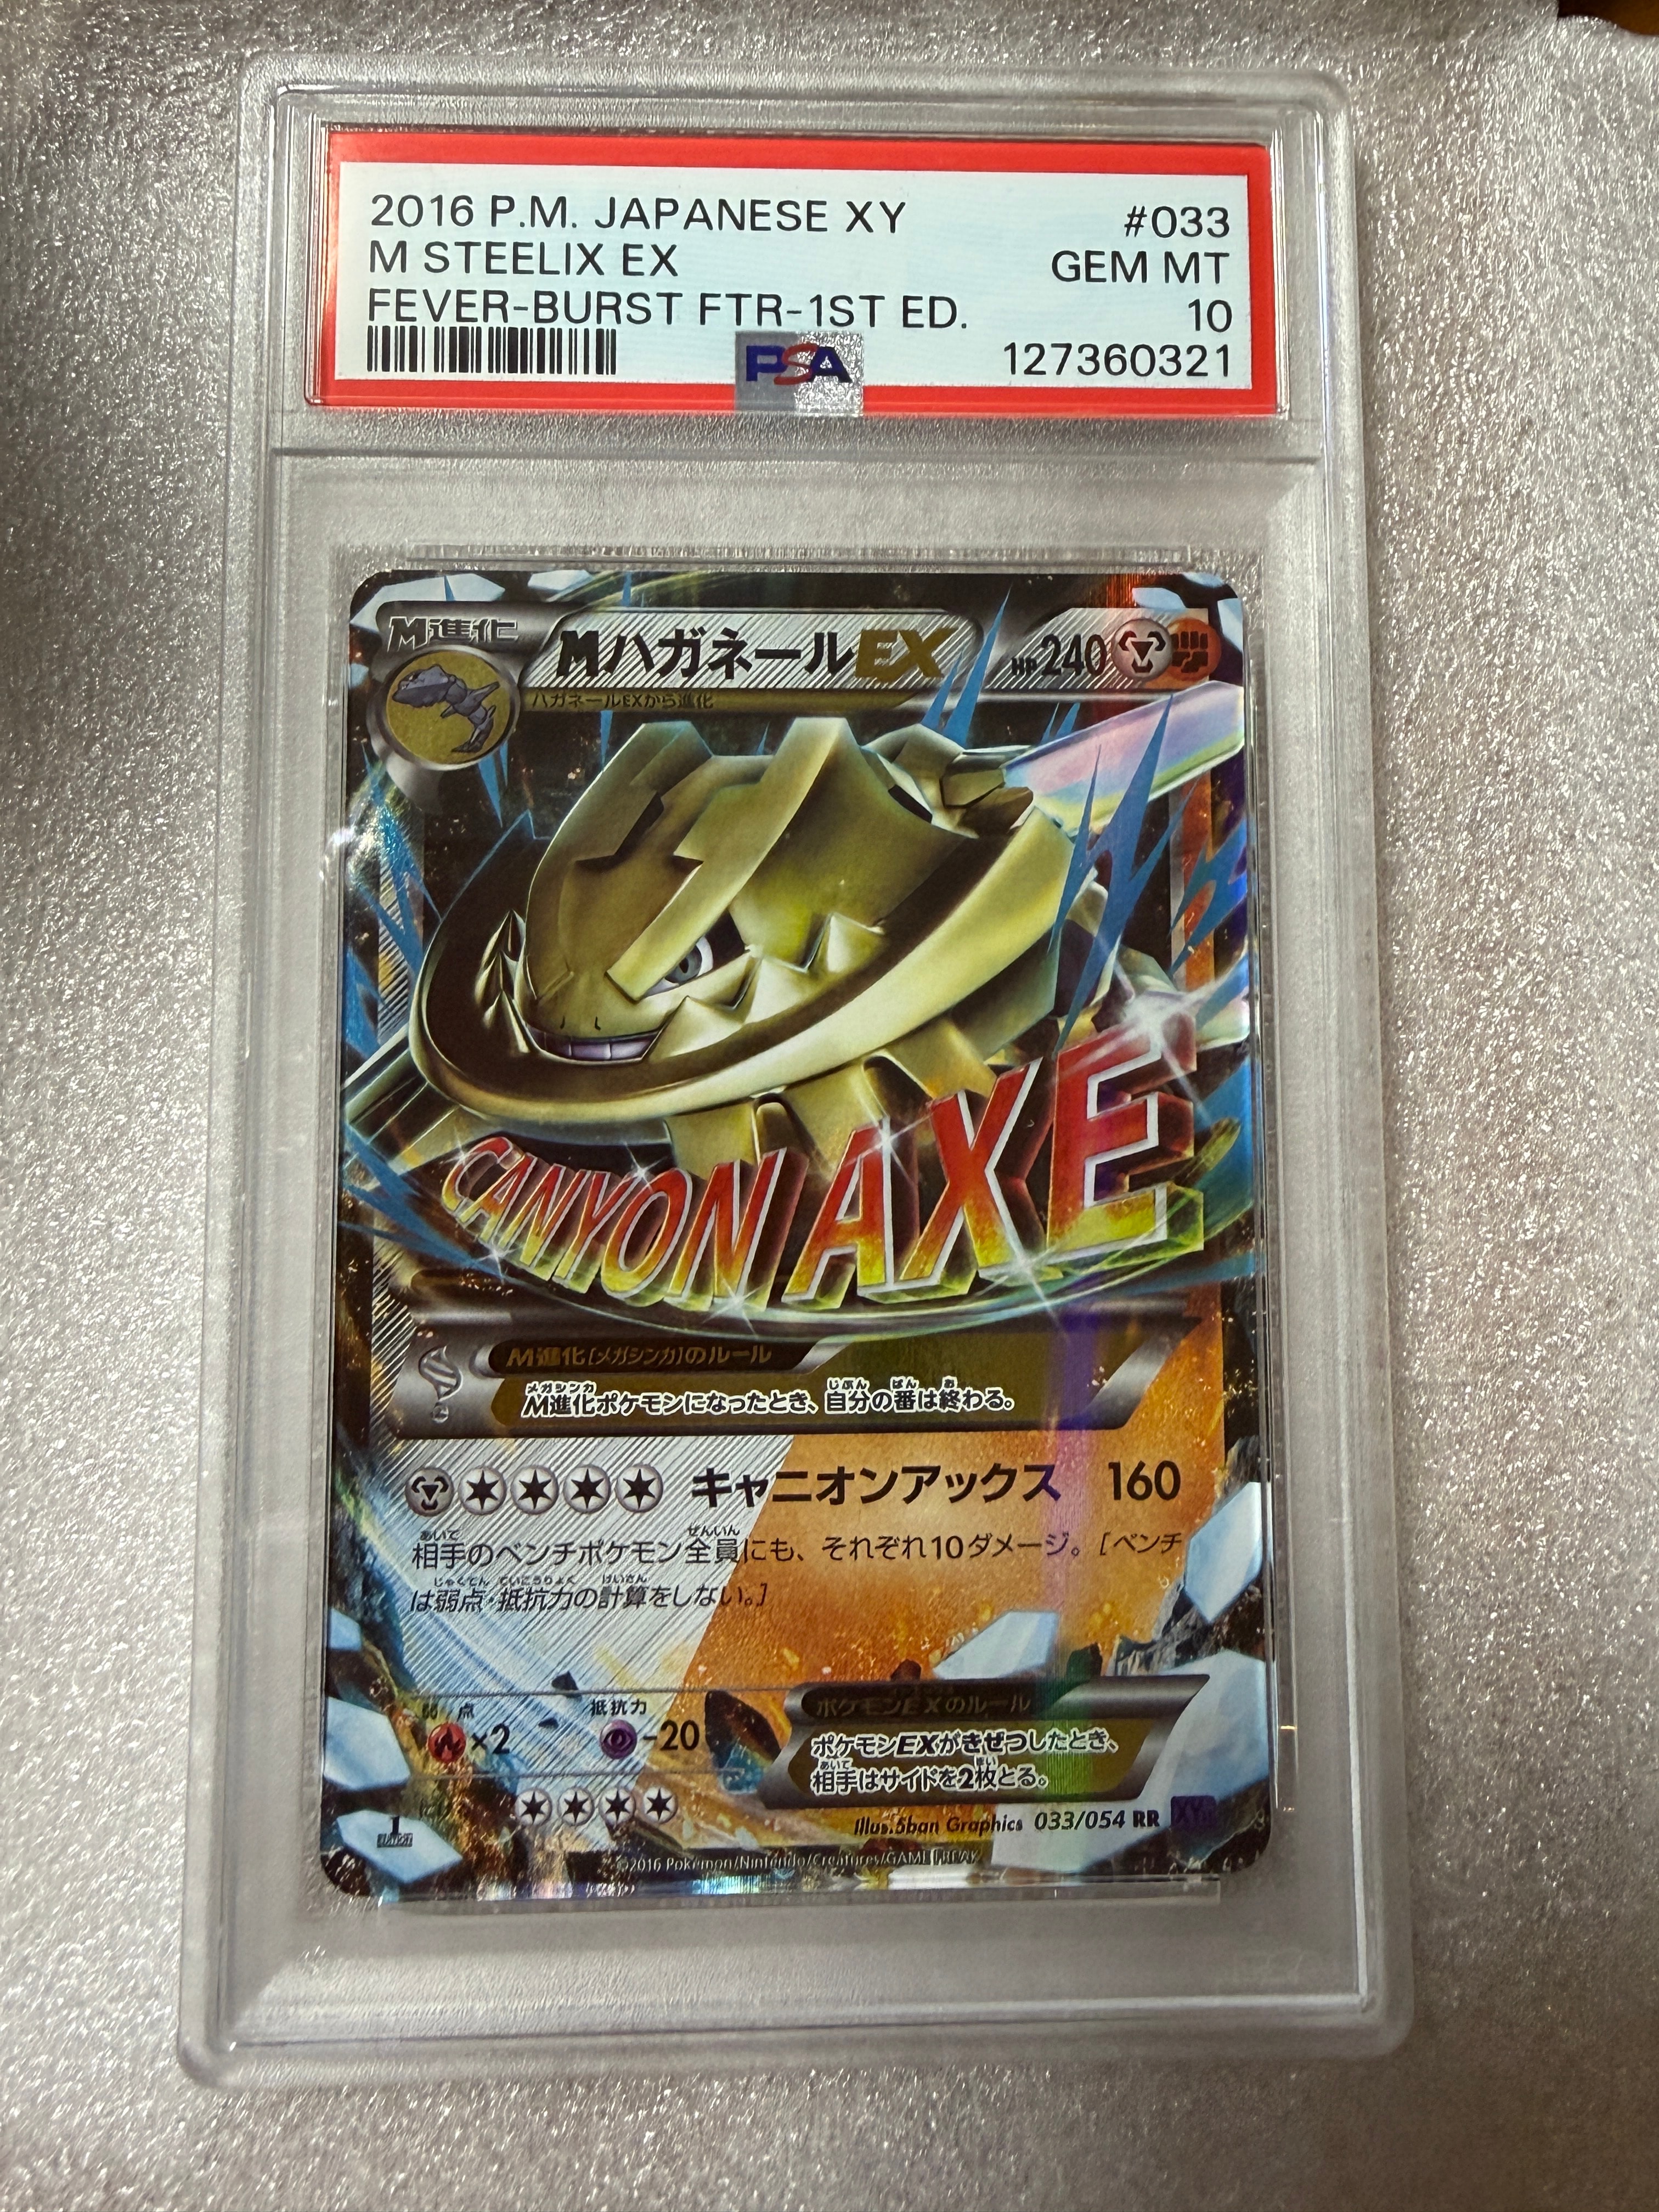 2016 P.M. JAPANESE XY #033
M STEELIX EX GEM MT
FEVER-BURST FTR-1ST ED. 10
PSA 127360321
M進化 MハガネールEX HP240
ハガネールEXから進化
CANYON AXE
M進化[メガシンカ]のルール
M進化ポケモンになったとき、自分の番は終わる。
キャニオンアックス 160
相手のベンチポケモン全員にも、それぞれ10ダメージ。[ベンチ
は弱点・抵抗力の計算をしない。]
弱点 抵抗力 ポケモンEXのルール
×2 -20 ポケモンEXがきぜつしたとき、
相手はサイドを2枚とる。
1 EDITION Illus.5ban Graphics 033/054 RR XY
©2016 Pokémon/Nintendo/Creatures/GAME FREAK